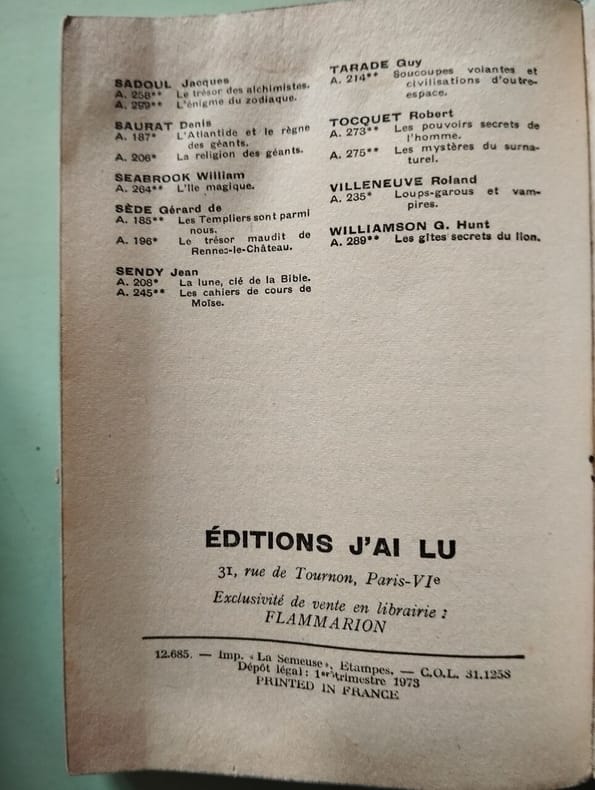 SADOUL Jacques
A. 258** Le trésor des alchimistes.
A. 299** L'énigme du zodiaque.
SAURAT Denis
A. 187* L'Atlantide et le règne
des géants.
A. 206* La religion des géants.
SEABROOK William
A. 264** L'Ile magique.
SÈDE Gérard de
A. 185** Les Templiers sont parmi
nous.
A. 196* Le trésor maudit de
Rennes-le-Château.
SENDY Jean
A. 208* La lune, clé de la Bible.
A. 245** Les cahiers de cours de
Moïse.
TARADE Guy
A. 214** Soucoupes volantes et
civilisations d'outre-
espace.
TOCQUET Robert
A. 273** Les pouvoirs secrets de
l'homme.
A. 275** Les mystères du surna-
turel.
VILLENEUVE Roland
A. 235* Loups-garous et vam-
pires.
WILLIAMSON G. Hunt
A. 289** Les gîtes secrets du lion.
ÉDITIONS J'AI LU
31, rue de Tournon, Paris-VIe
Exclusivité de vente en librairie :
FLAMMARION
12.685. — Imp. « La Semeuse », Etampes. — C.O.L. 31.1258
Dépôt légal : 1er trimestre 1973
PRINTED IN FRANCE